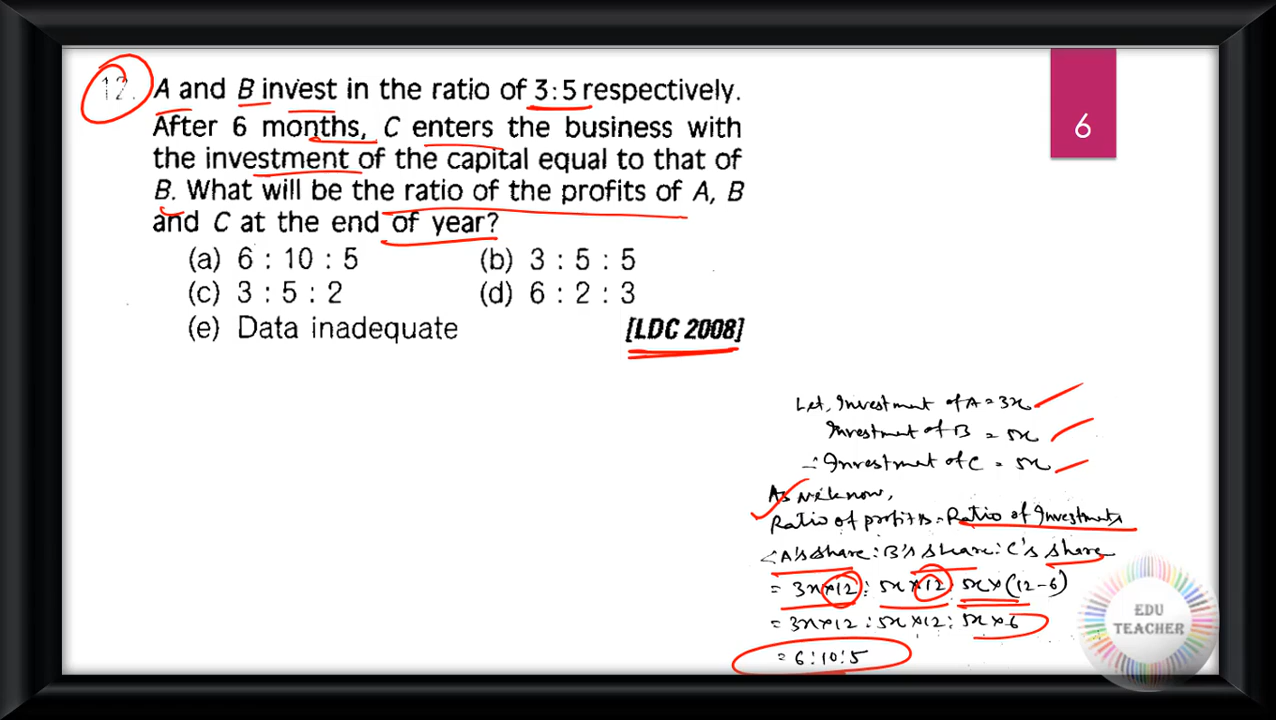 12. A and B invest in the ratio of 3:5 respectively.
After 6 months, C enters the business with
the investment of the capital equal to that of
B. What will be the ratio of the profits of A, B
and C at the end of year?
(a) 6 : 10 : 5 (b) 3 : 5 : 5
(c) 3 : 5 : 2 (d) 6 : 2 : 3
(e) Data inadequate [LDC 2008]
6
Let, Investment of A = 3x
Investment of B = 5x
∴ Investment of C = 5x
As we know,
Ratio of profits = Ratio of Investments
A's share : B's share : C's share
= 3x×12 : 5x×12 : 5x×(12-6)
= 3x×12 : 5x×12 : 5x×6
= 6:10:5
EDU
TEACHER